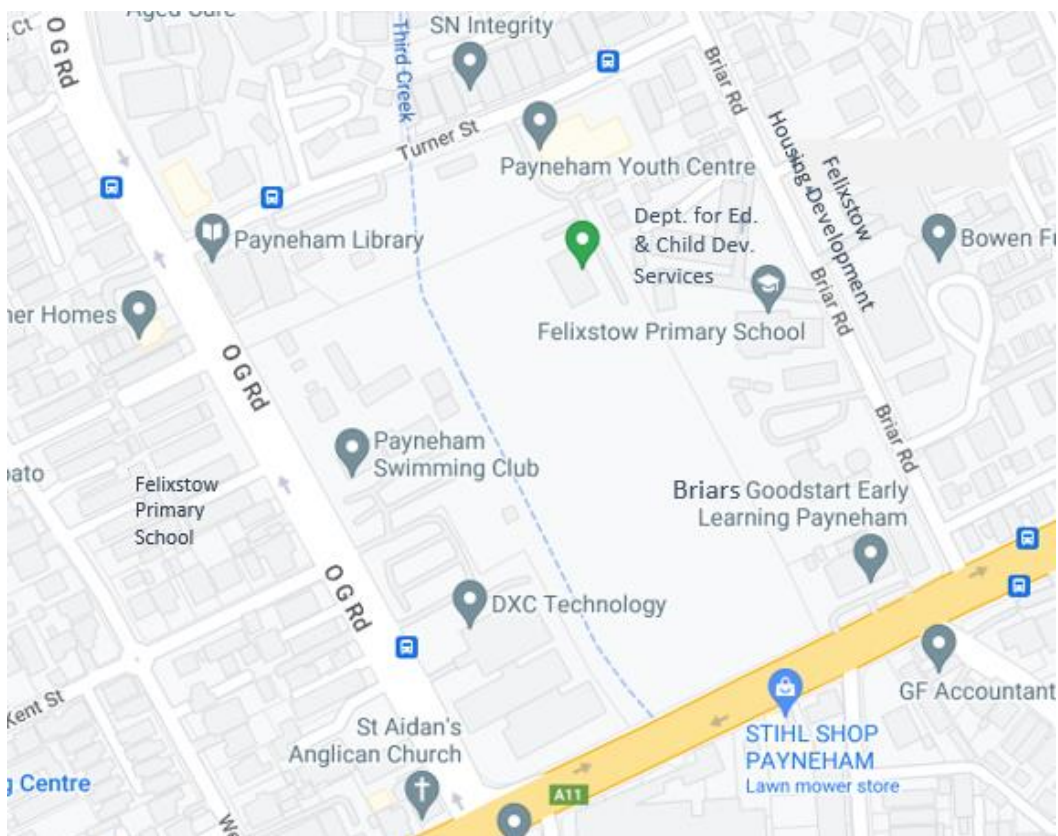 Ct
Aged Care
O G Rd
Third Creek
SN Integrity
Briar Rd
Turner St
Payneham Youth Centre
Housing Development
Felixstow
Payneham Library
Dept. for Ed.
& Child Dev.
Services
Bowen
Felixstow Primary School
Briar Rd
Homes
O G Rd
Payneham
Swimming Club
Briar Rd
Felixstow
Primary
School
Briars Goodstart Early
Learning Payneham
O G Rd
DXC Technology
GF Accountant
Kent St
St Aidan's
Anglican Church
STIHL SHOP
PAYNEHAM
Lawn mower store
Centre
A11